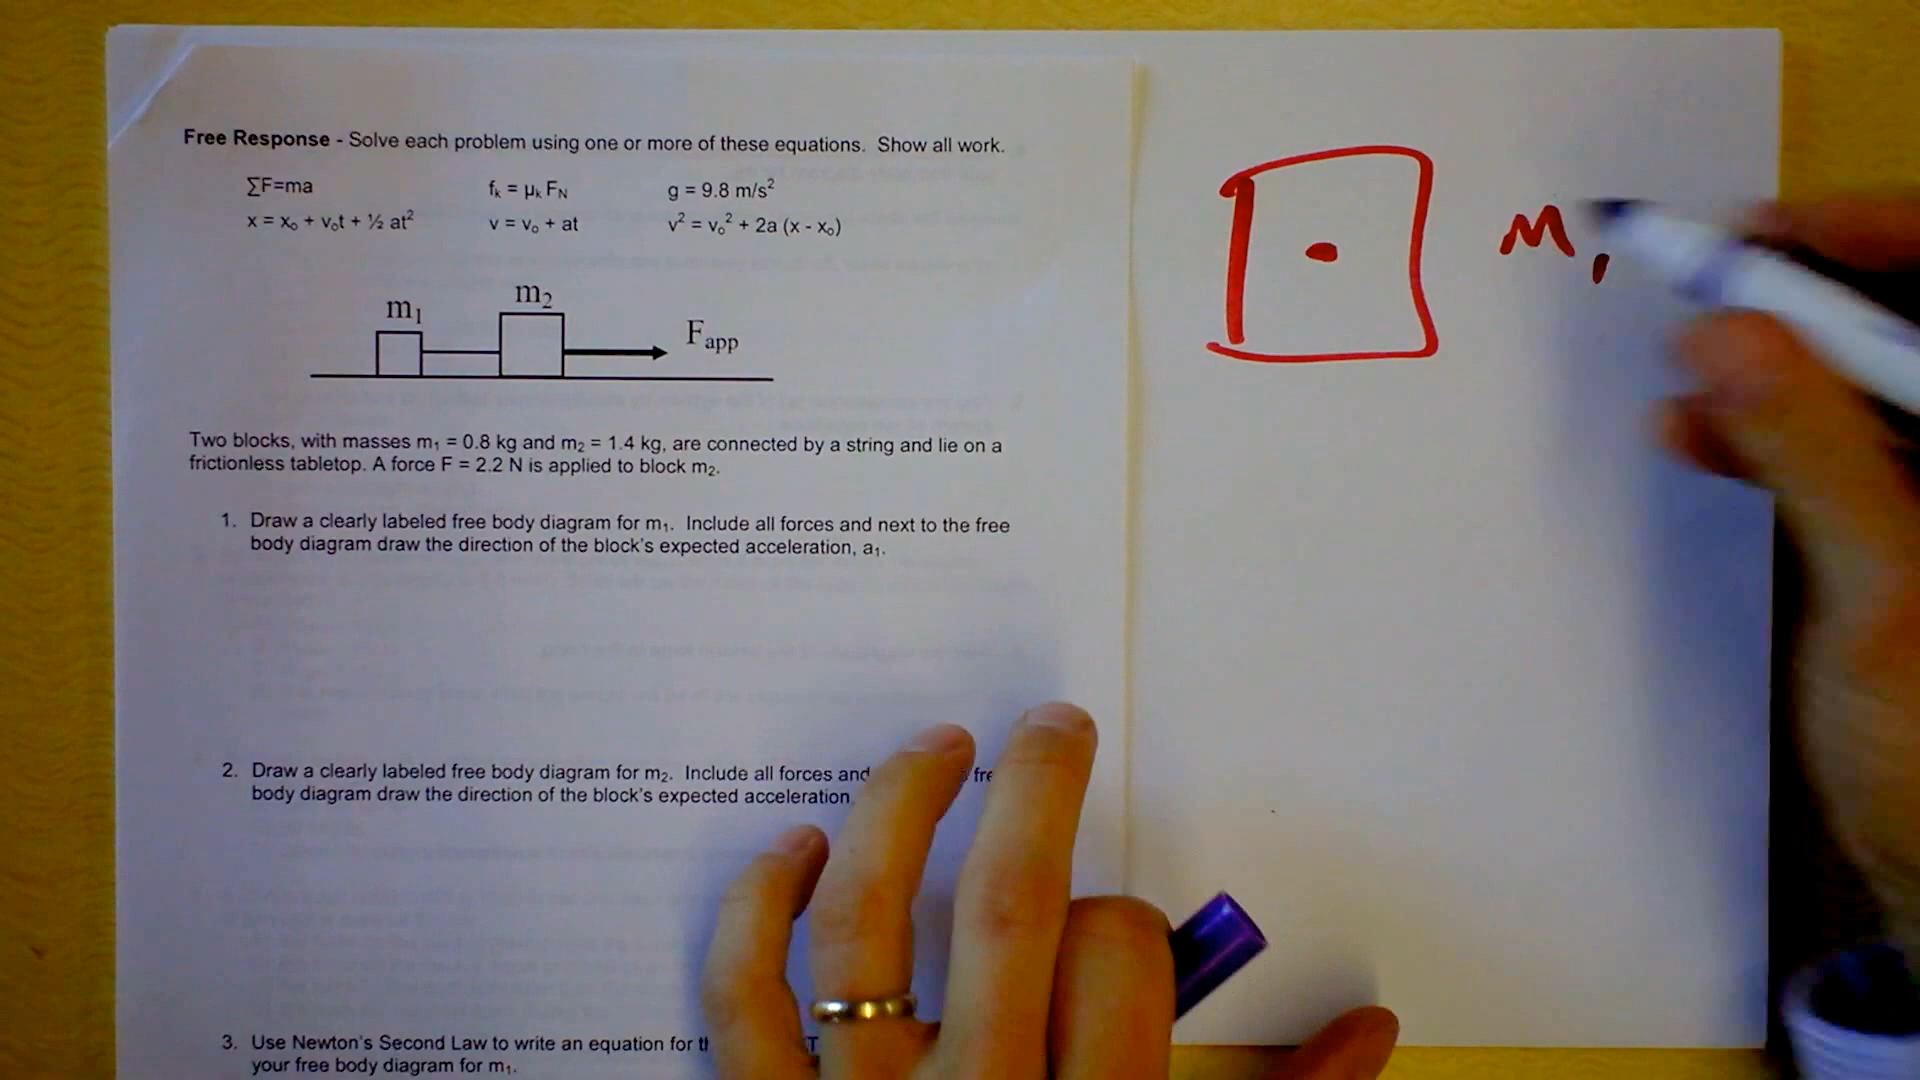 Free Response - Solve each problem using one or more of these equations. Show all work.
∑F=ma fₖ = μₖ F_N g = 9.8 m/s²
x = x₀ + v₀t + ½ at² v = v₀ + at v² = v₀² + 2a (x - x₀)
m₁ m₂ F_app
Two blocks, with masses m₁ = 0.8 kg and m₂ = 1.4 kg, are connected by a string and lie on a
frictionless tabletop. A force F = 2.2 N is applied to block m₂.
1. Draw a clearly labeled free body diagram for m₁. Include all forces and next to the free
body diagram draw the direction of the block's expected acceleration, a₁.
2. Draw a clearly labeled free body diagram for m₂. Include all forces and
body diagram draw the direction of the block's expected acceleration
3. Use Newton's Second Law to write an equation for
your free body diagram for m₁.
m₁